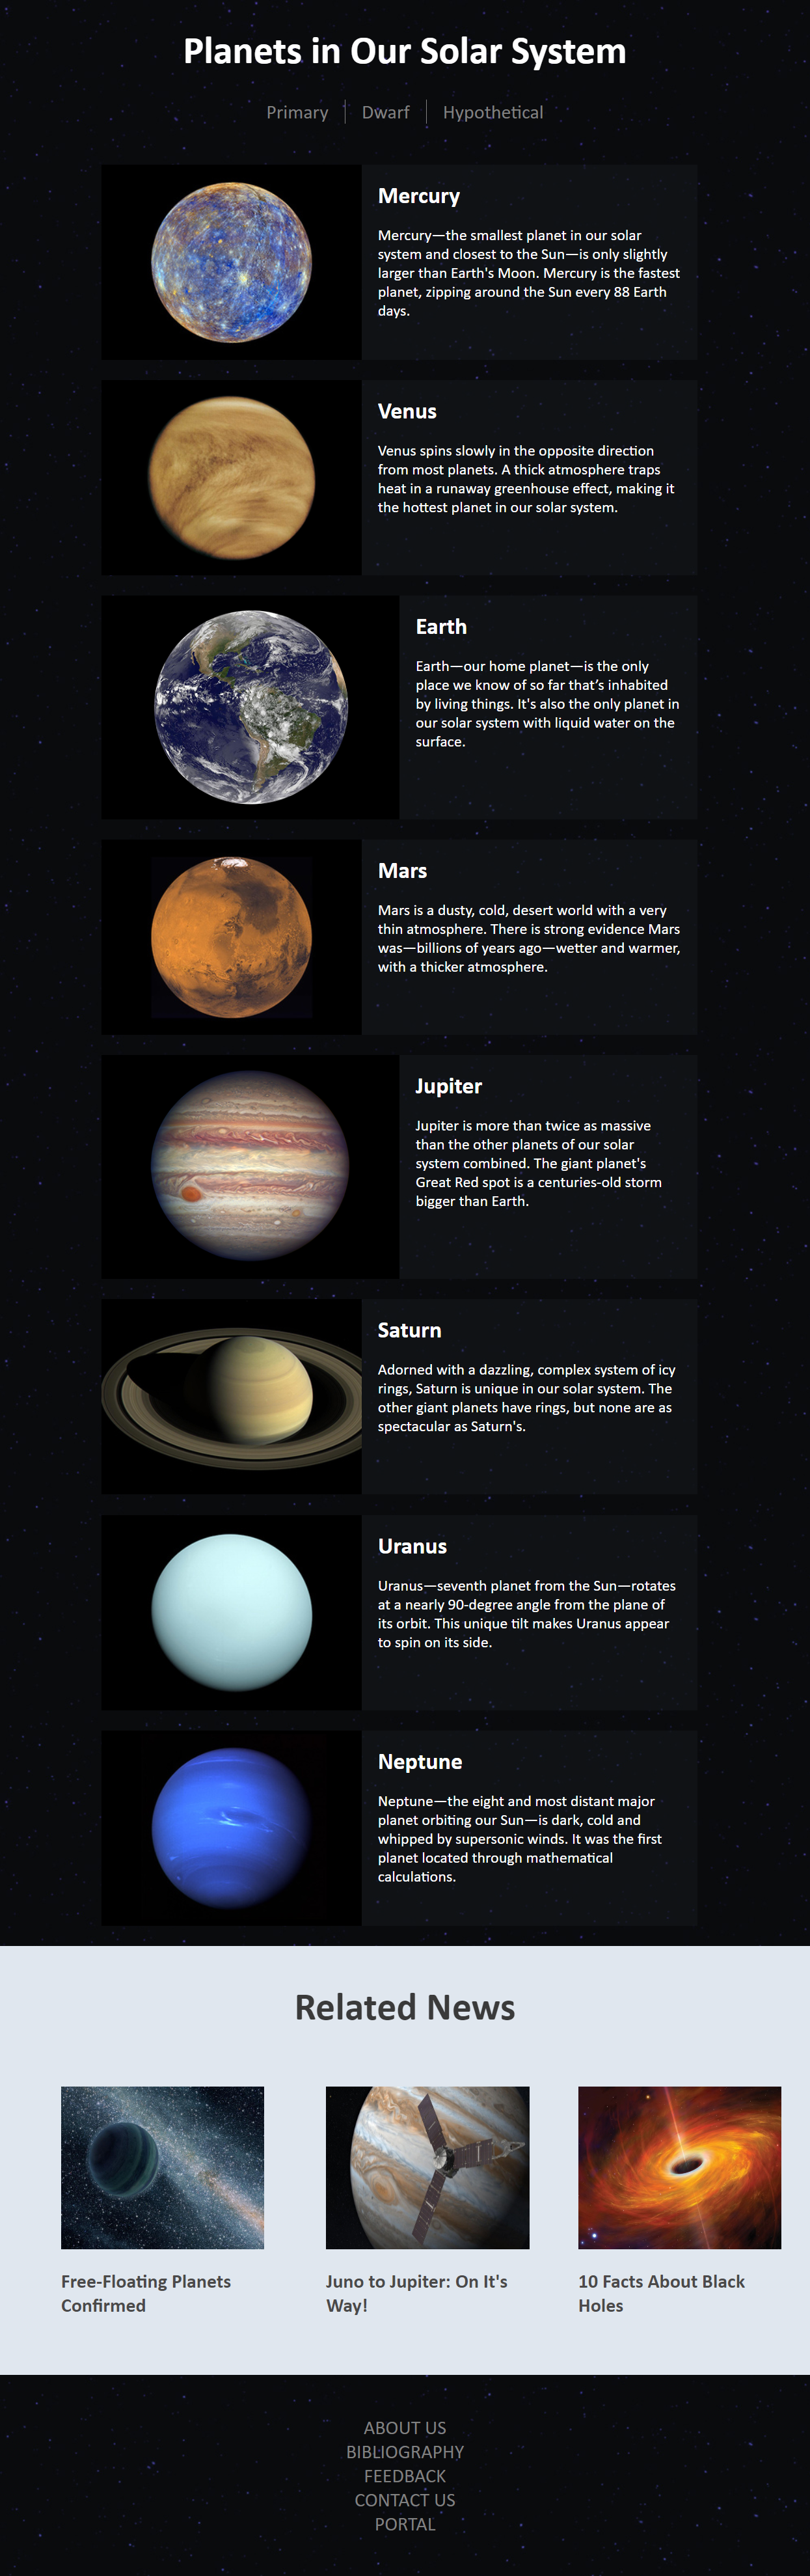 Planets in Our Solar System
Primary
Dwarf
Hypothetical
Mercury
Mercury—the smallest planet in our solar
system and closest to the Sun—is only slightly
larger than Earth's Moon. Mercury is the fastest
planet, zipping around the Sun every 88 Earth
days.
Venus
Venus spins slowly in the opposite direction
from most planets. A thick atmosphere traps
heat in a runaway greenhouse effect, making it
the hottest planet in our solar system.
Earth
Earth—our home planet—is the only
place we know of so far that’s inhabited
by living things. It's also the only planet in
our solar system with liquid water on the
surface.
Mars
Mars is a dusty, cold, desert world with a very
thin atmosphere. There is strong evidence Mars
was—billions of years ago—wetter and warmer,
with a thicker atmosphere.
Jupiter
Jupiter is more than twice as massive
than the other planets of our solar
system combined. The giant planet's
Great Red spot is a centuries-old storm
bigger than Earth.
Saturn
Adorned with a dazzling, complex system of icy
rings, Saturn is unique in our solar system. The
other giant planets have rings, but none are as
spectacular as Saturn's.
Uranus
Uranus—seventh planet from the Sun—rotates
at a nearly 90-degree angle from the plane of
its orbit. This unique tilt makes Uranus appear
to spin on its side.
Neptune
Neptune—the eight and most distant major
planet orbiting our Sun—is dark, cold and
whipped by supersonic winds. It was the first
planet located through mathematical
calculations.
Related News
Free-Floating Planets
Confirmed
Juno to Jupiter: On It's
Way!
10 Facts About Black
Holes
ABOUT US
BIBLIOGRAPHY
FEEDBACK
CONTACT US
PORTAL